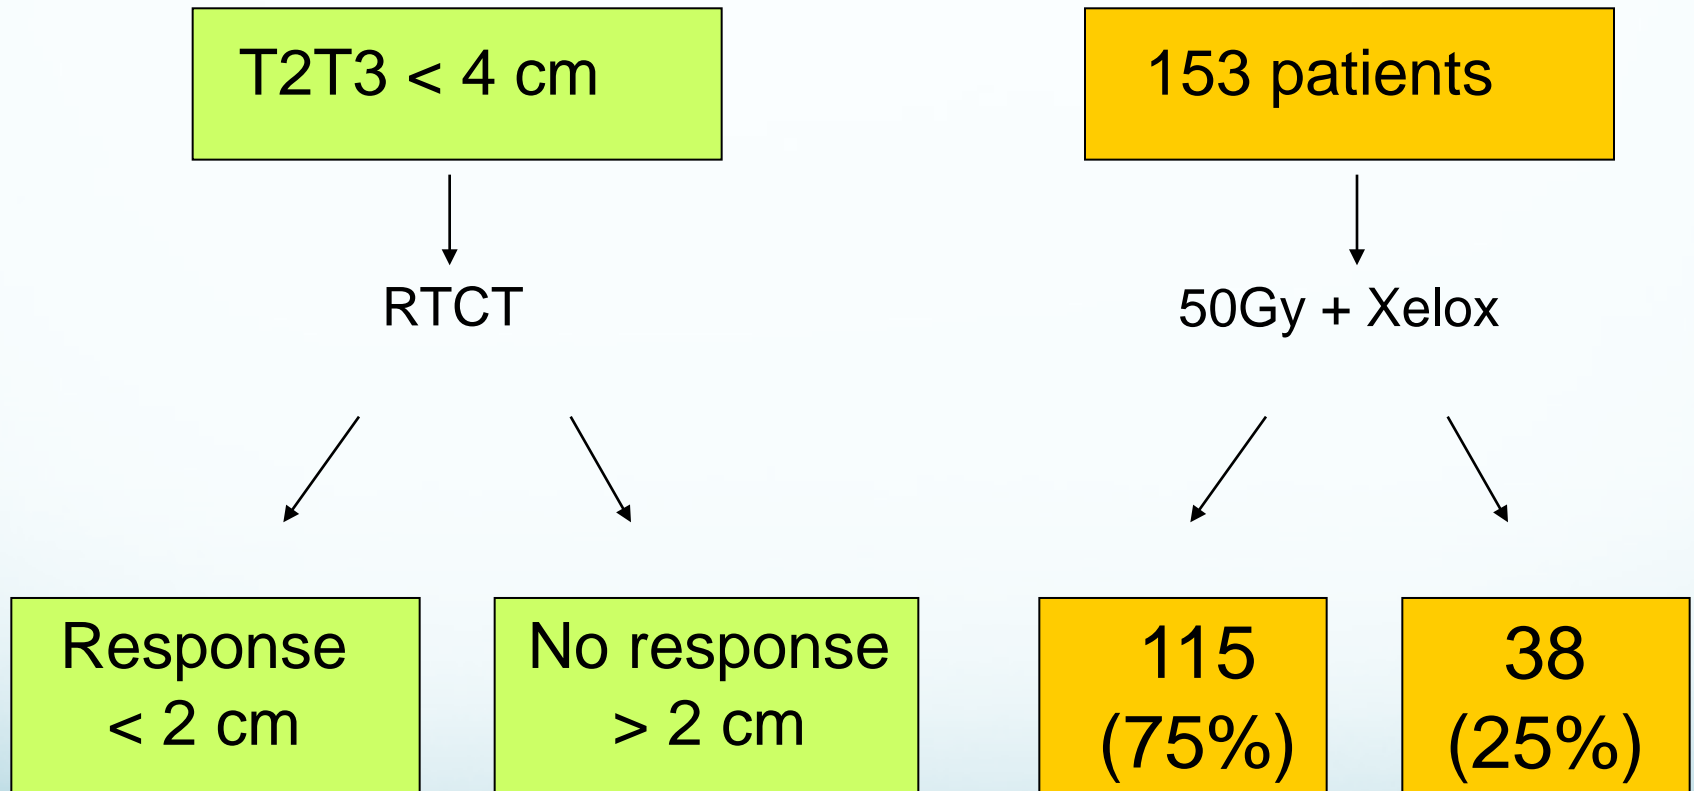 T2T3 < 4 cm
153 patients
RTCT
50Gy + Xelox
Response
< 2 cm
No response
> 2 cm
115
(75%)
38
(25%)